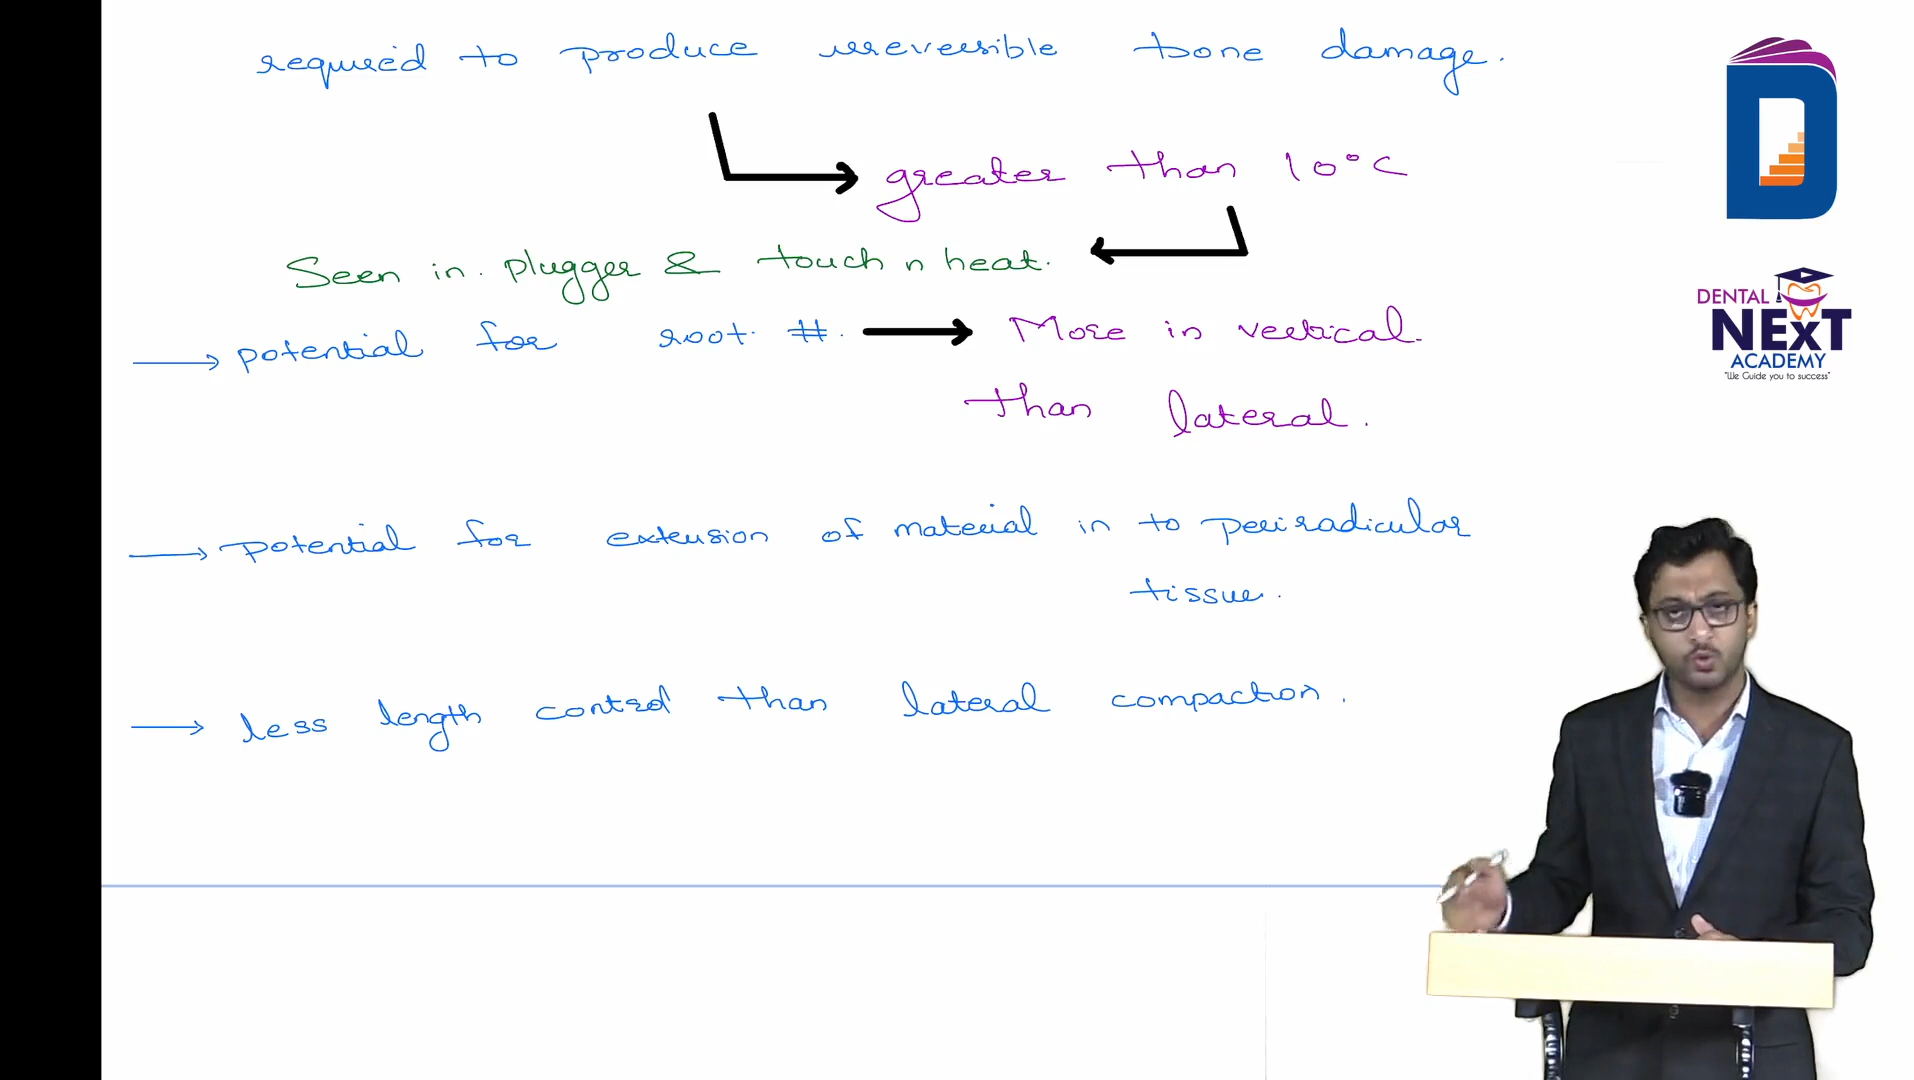 required to produce irreversible bone damage.
greater than 10°C
Seen in. plugger & touch n heat.
→ potential for root. #. → More in vertical.
than lateral.
→ potential for extension of material in to periradicular
tissue.
→ less length control than lateral compaction.
DENTAL
NExT
ACADEMY
"We Guide you to success"